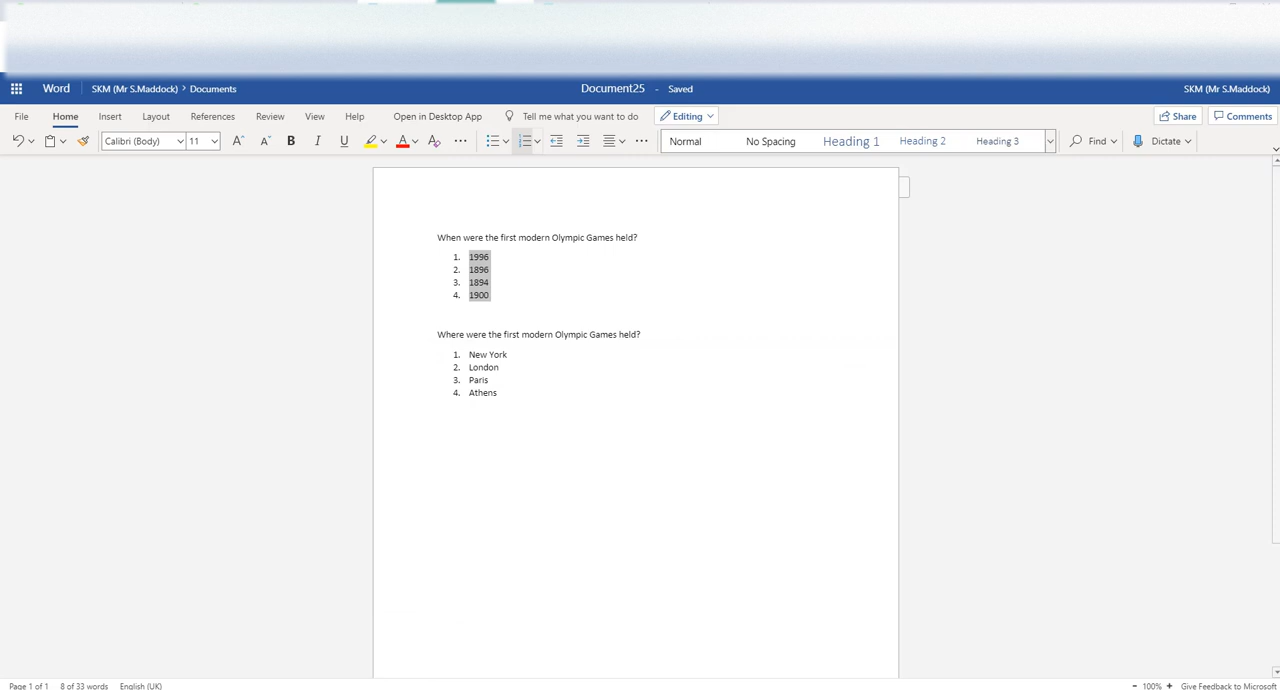 Word SKM (Mr S.Maddock) > Documents Document25 - Saved SKM (Mr S.Maddock)
File Home Insert Layout References Review View Help Open in Desktop App Tell me what you want to do Editing Share Comments
Calibri (Body) 11 A A B I U A A Normal No Spacing Heading 1 Heading 2 Heading 3 Find Dictate
When were the first modern Olympic Games held?
1. 1996
2. 1896
3. 1894
4. 1900
Where were the first modern Olympic Games held?
1. New York
2. London
3. Paris
4. Athens
Page 1 of 1 8 of 33 words English (UK) - 100% + Give Feedback to Microsoft